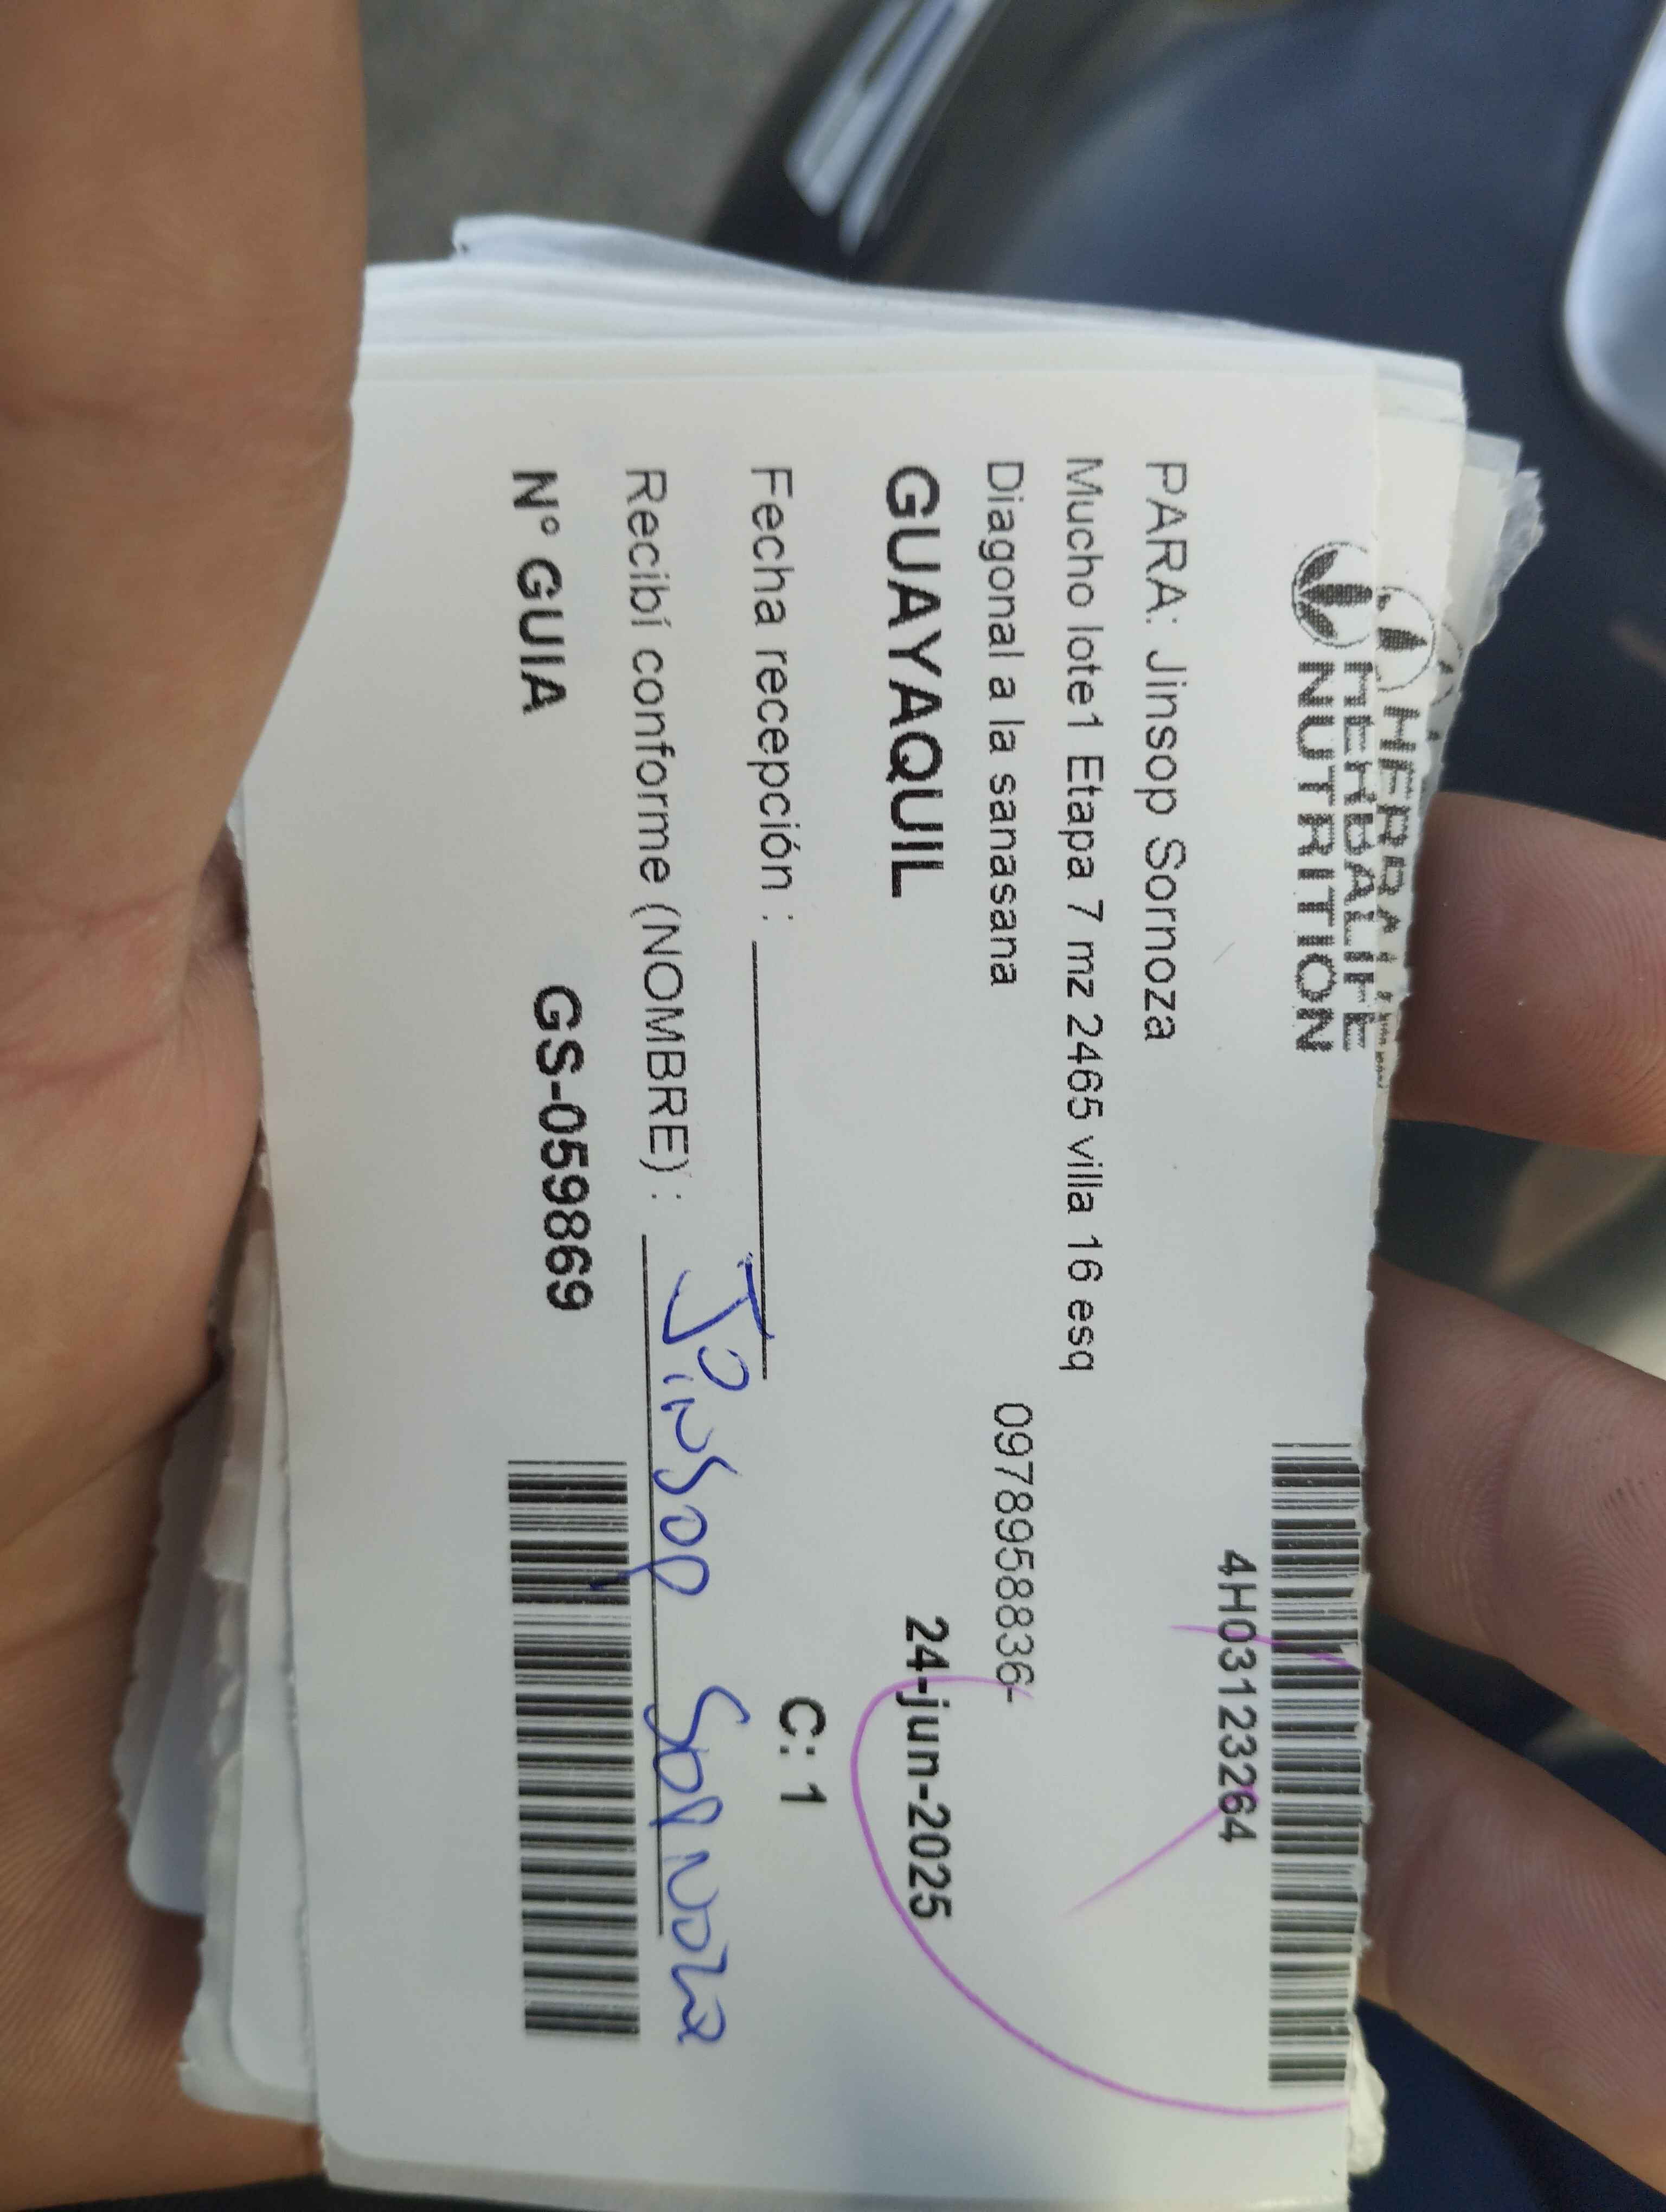 HERBALIFE
NUTRITION
4H03123264
PARA: Jinsop Sornoza
Mucho lote1 Etapa 7 mz 2465 villa 16 esq
Diagonal a la sanasana 0978958836-
GUAYAQUIL 24-jun-2025
Fecha recepción : C: 1
Recibí conforme (NOMBRE) : Jinsop Sornoza
N° GUIA GS-059869